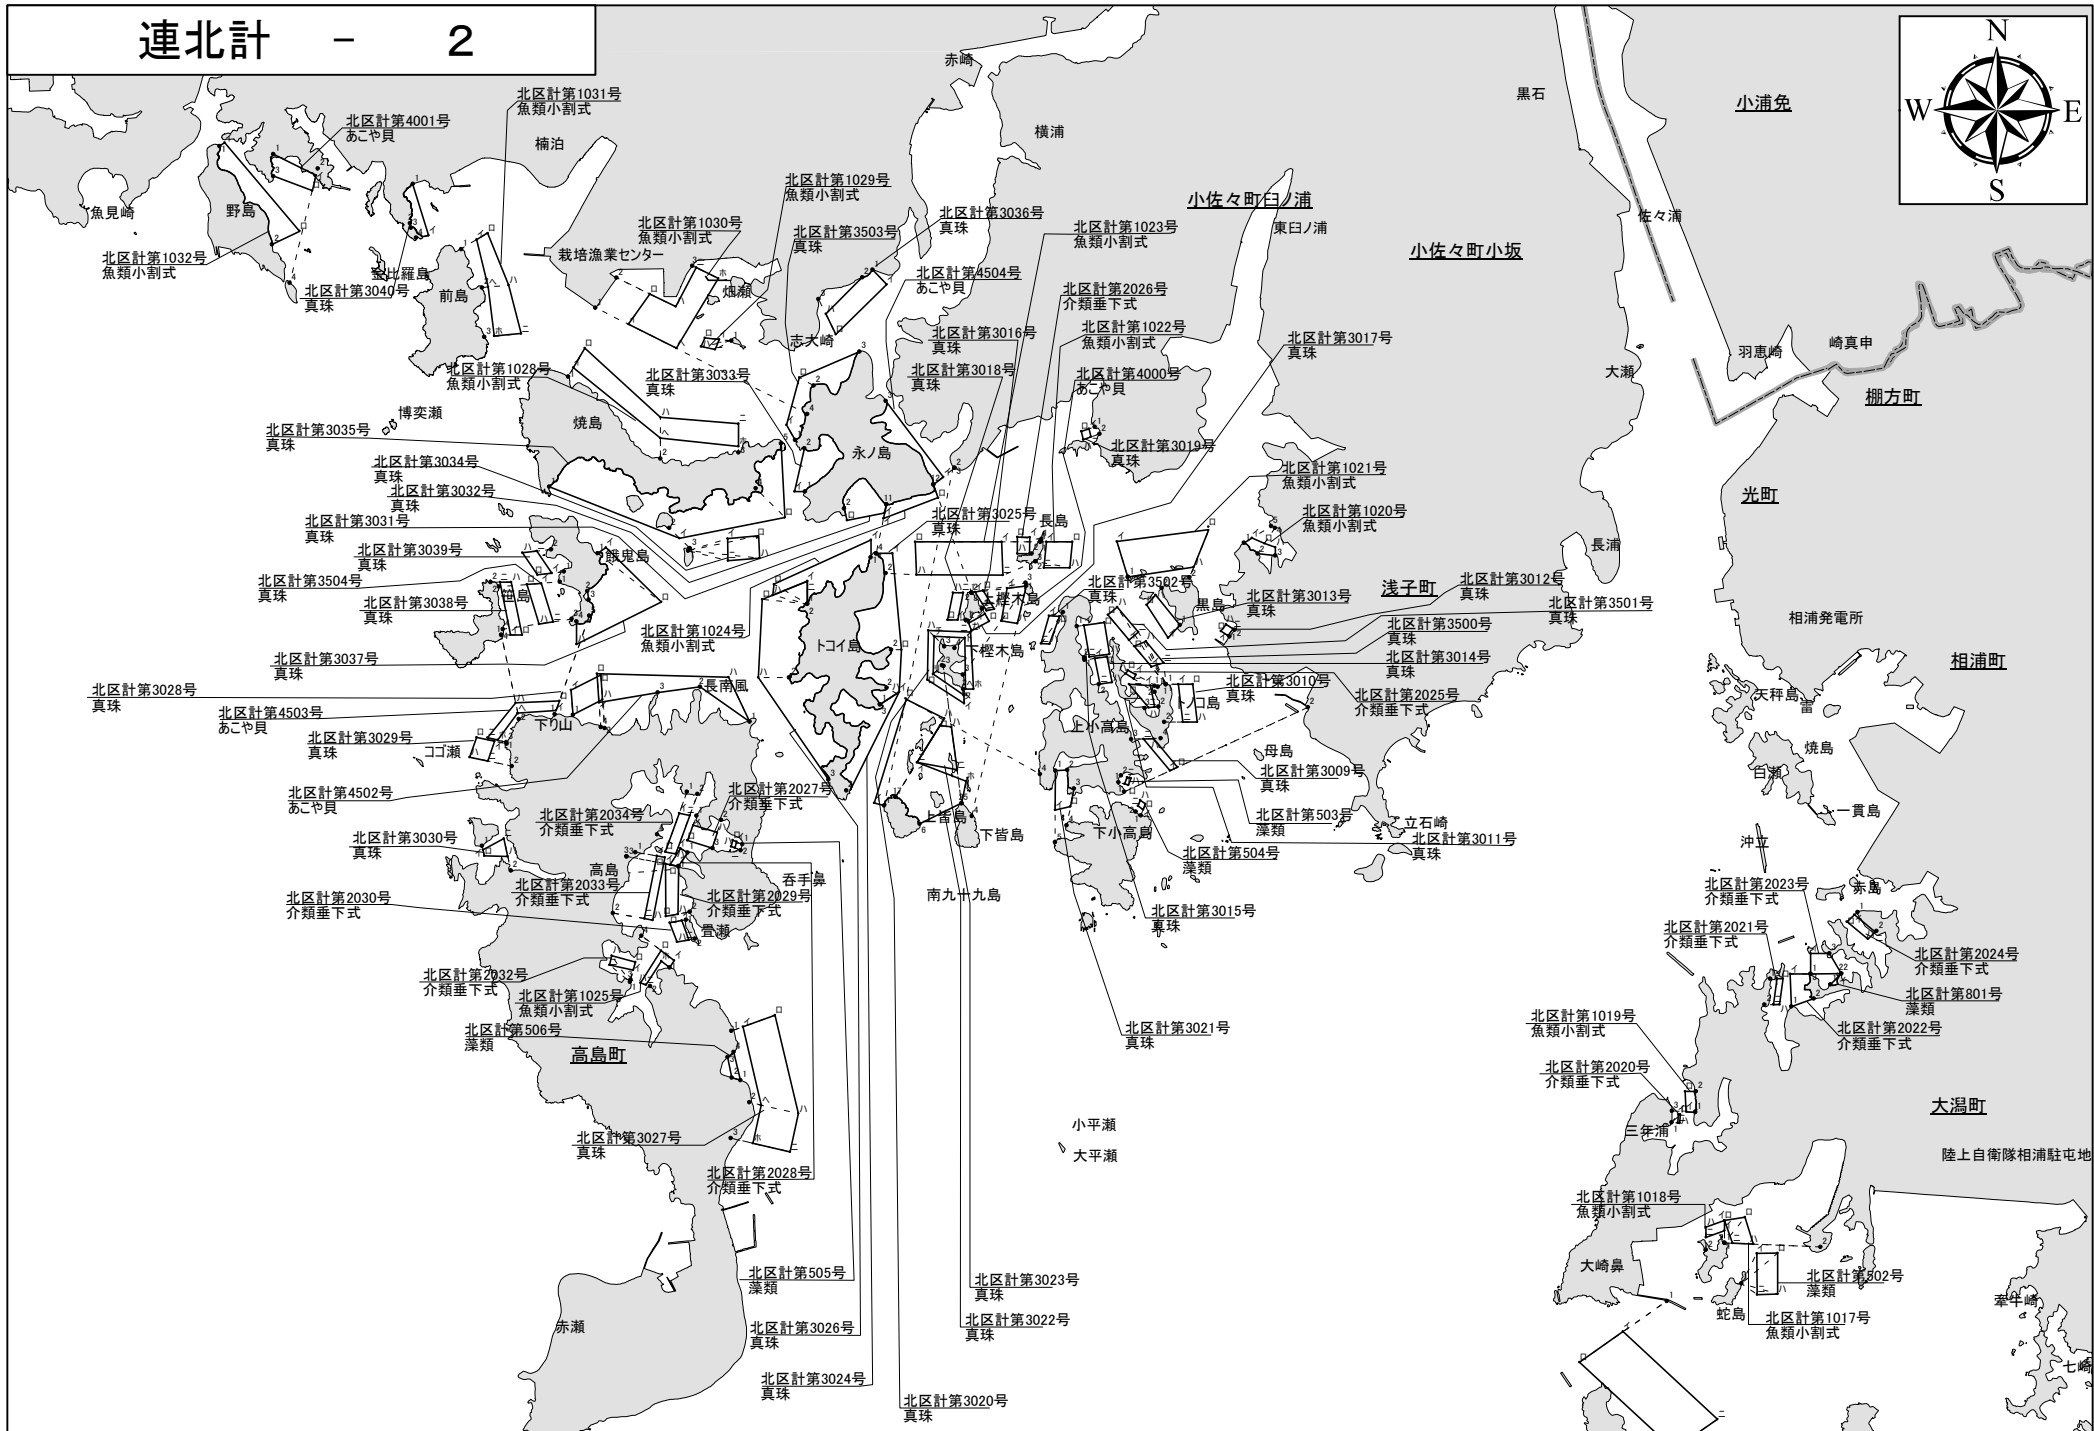 連北計　-　2
N
W
E
S
赤崎
小浦免
黒石
横浦
北区計第1031号
魚類小割式
北区計第4001号
あこや貝
楠泊
北区計第1029号
魚類小割式
小佐々町臼ノ浦
魚見崎
野島
北区計第1030号
魚類小割式
北区計第3036号
真珠
北区計第3503号
真珠
北区計第1023号
魚類小割式
東臼ノ浦
佐々浦
小佐々町小坂
北区計第1032号
魚類小割式
金比羅島
栽培漁業センター
北区計第4504号
あこや貝
北区計第3040号
真珠
前島
畑瀬
北区計第2026号
介類垂下式
北区計第3016号
真珠
北区計第1022号
魚類小割式
北区計第3017号
真珠
志大崎
羽恵崎
崎真申
北区計第1028号
魚類小割式
北区計第3033号
真珠
北区計第3018号
真珠
北区計第4000号
あこや貝
大瀬
棚方町
博奕瀬
焼島
北区計第3035号
真珠
永ノ島
北区計第3019号
真珠
北区計第3034号
真珠
北区計第1021号
魚類小割式
北区計第3032号
真珠
光町
北区計第3031号
真珠
北区計第3025号
真珠
長島
北区計第1020号
魚類小割式
北区計第3039号
真珠
餓鬼島
長浦
北区計第3504号
真珠
笹島
北区計第3502号
真珠
浅子町
北区計第3012号
真珠
北区計第3038号
真珠
上樫木島
黒島
北区計第3013号
真珠
北区計第3501号
真珠
相浦発電所
北区計第1024号
魚類小割式
北区計第3500号
真珠
トコイ島
下樫木島
北区計第3037号
真珠
北区計第3014号
真珠
相浦町
北区計第3028号
真珠
長南風
北区計第3010号
真珠
北区計第2025号
介類垂下式
天秤島
雷
北区計第4503号
あこや貝
下り山
トノコ島
上小高島
北区計第3029号
真珠
コゴ瀬
母島
焼島
北区計第3009号
真珠
白瀬
北区計第4502号
あこや貝
北区計第2027号
介類垂下式
一貫島
北区計第2034号
介類垂下式
上皆島
下皆島
下小高島
北区計第503号
藻類
立石崎
北区計第3030号
真珠
北区計第3011号
真珠
沖立
北区計第504号
藻類
高島
呑手鼻
北区計第2033号
介類垂下式
南九十九島
北区計第2023号
介類垂下式
赤島
北区計第2030号
介類垂下式
北区計第2029号
介類垂下式
北区計第3015号
真珠
畳瀬
北区計第2021号
介類垂下式
北区計第2024号
介類垂下式
北区計第2032号
介類垂下式
北区計第1025号
魚類小割式
北区計第801号
藻類
北区計第506号
藻類
北区計第3021号
真珠
北区計第1019号
魚類小割式
北区計第2022号
介類垂下式
高島町
北区計第2020号
介類垂下式
大潟町
小平瀬
三年浦
北区計第3027号
真珠
大平瀬
陸上自衛隊相浦駐屯地
北区計第2028号
介類垂下式
北区計第1018号
魚類小割式
大崎鼻
北区計第505号
藻類
北区計第3023号
真珠
北区計第502号
藻類
牽牛崎
蛇島
赤瀬
北区計第3026号
真珠
北区計第3022号
真珠
北区計第1017号
魚類小割式
七崎
北区計第3024号
真珠
北区計第3020号
真珠